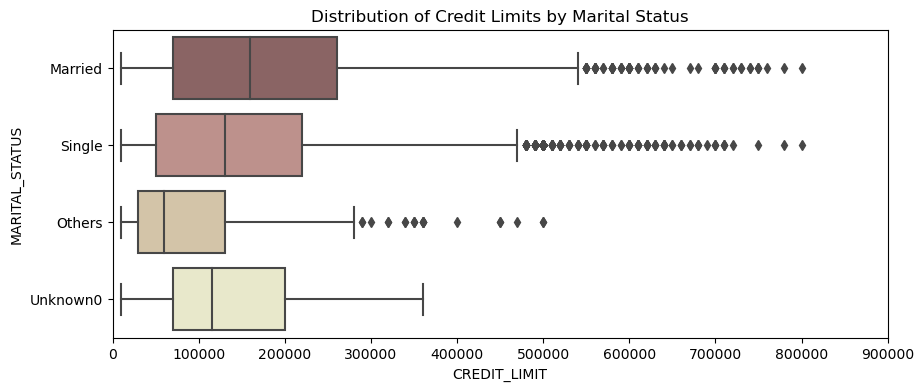 Distribution of Credit Limits by Marital Status
MARITAL_STATUS
Married
Single
Others
Unknown0
0 100000 200000 300000 400000 500000 600000 700000 800000 900000
CREDIT_LIMIT